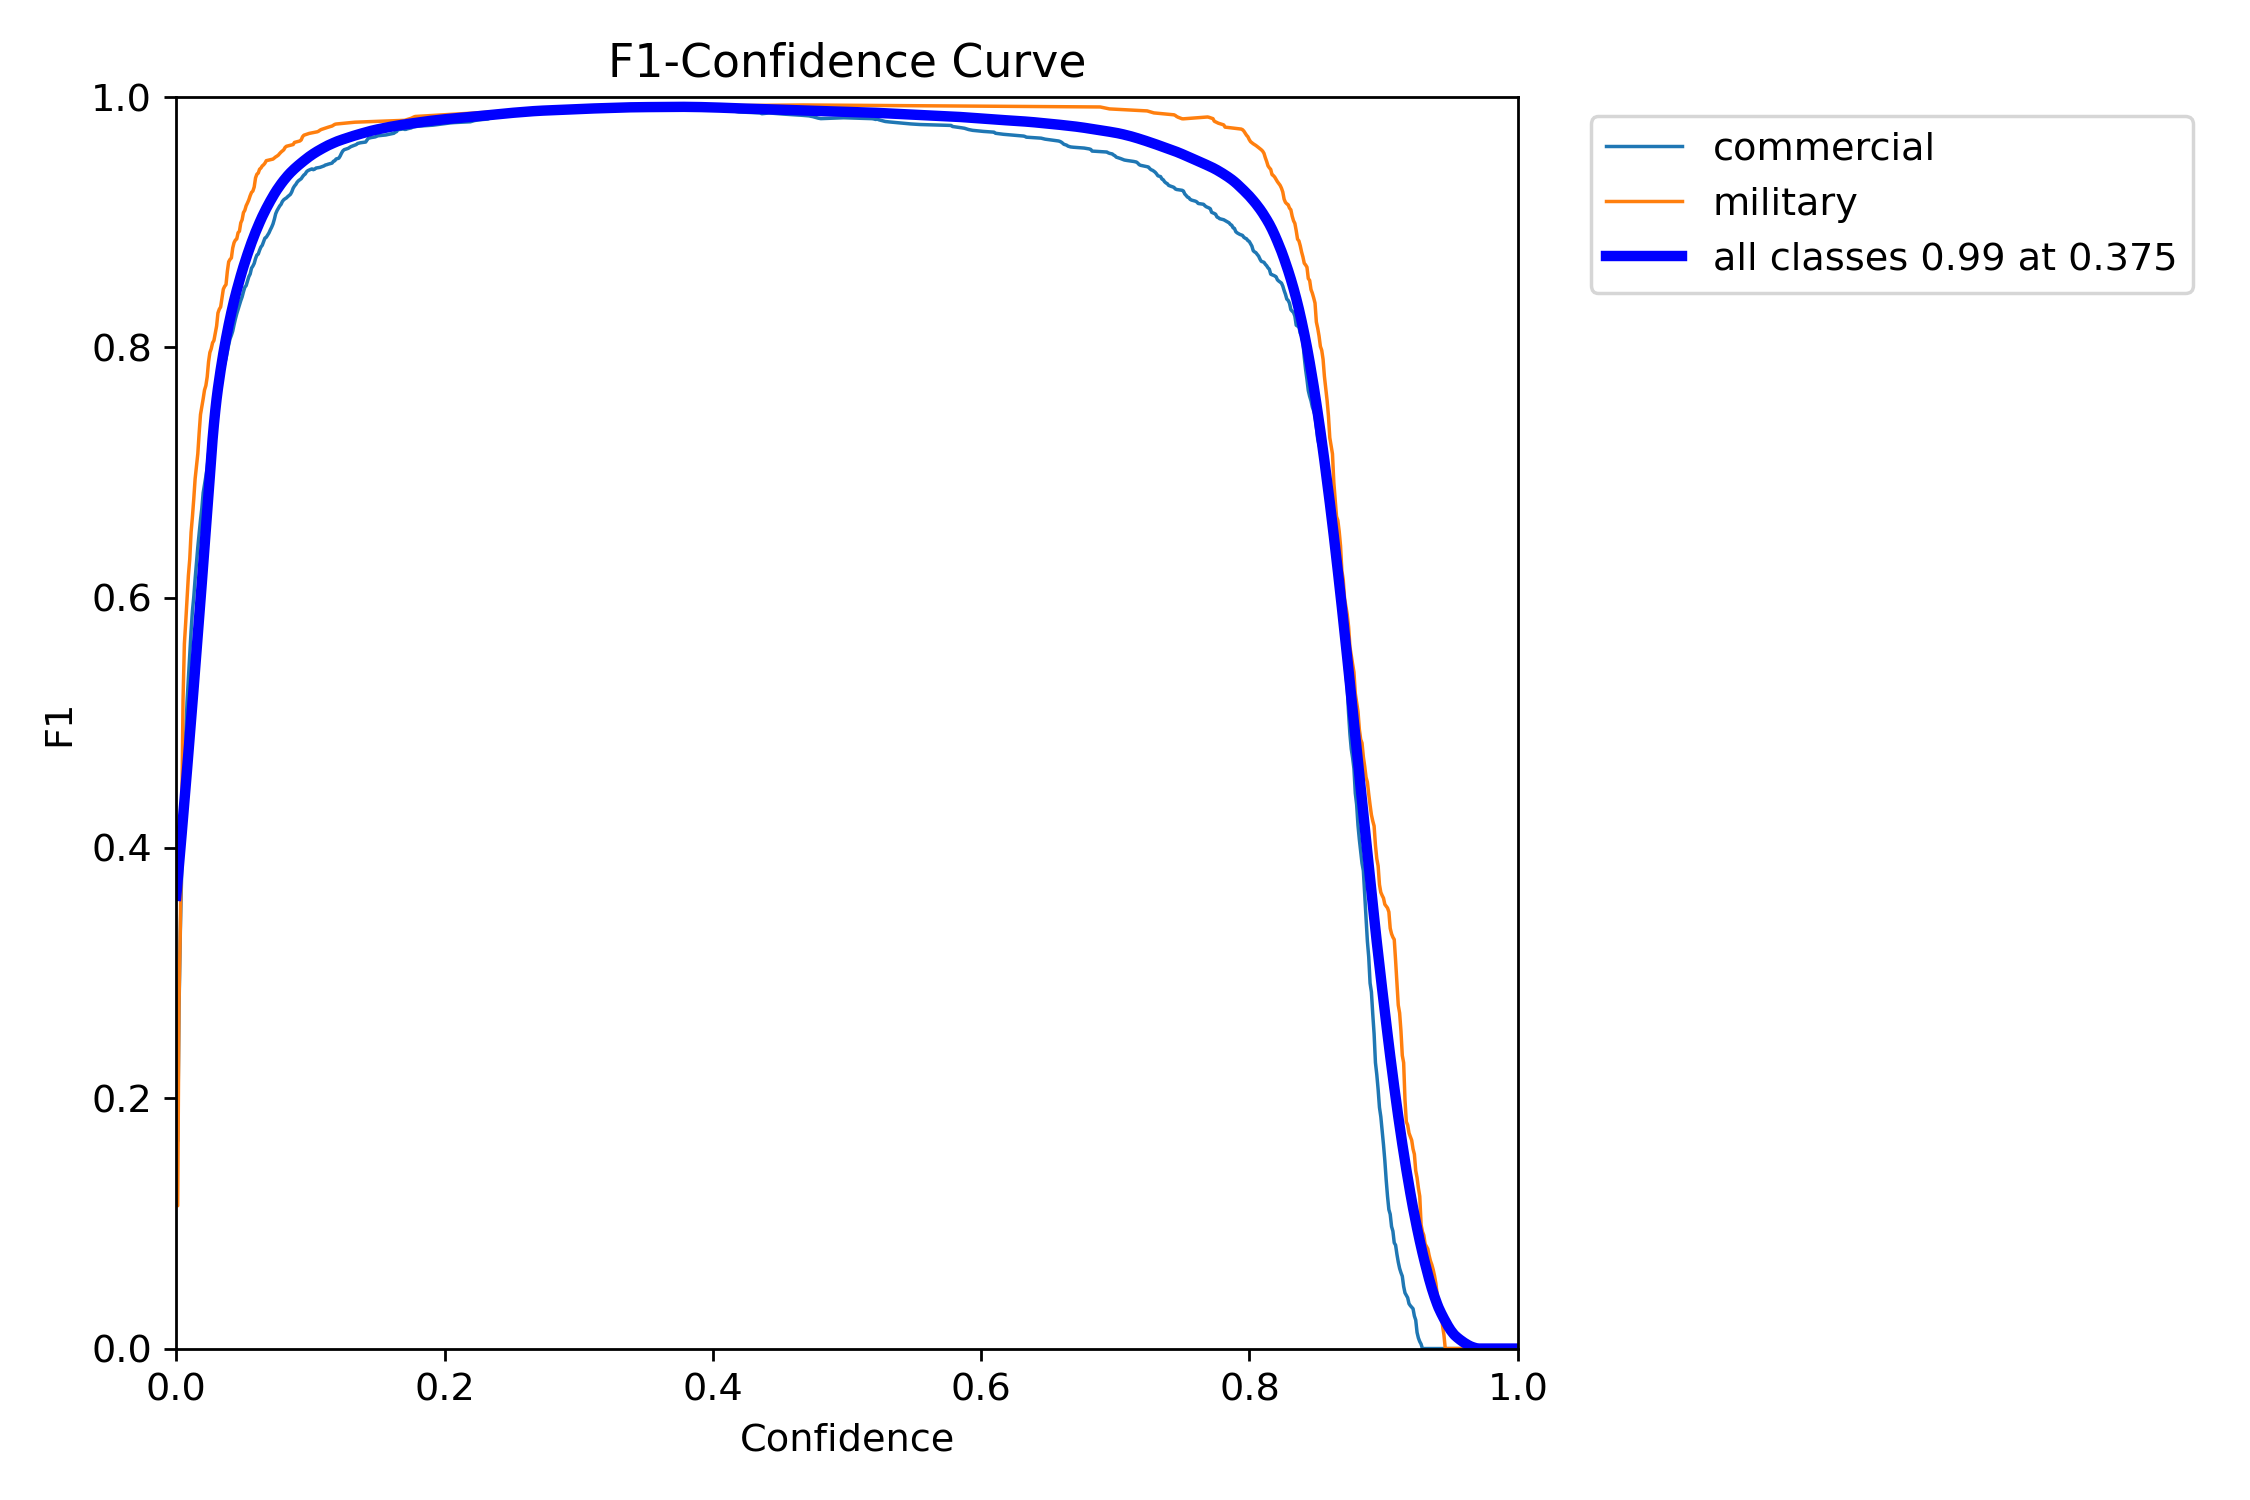 F1-Confidence Curve
1.0
0.8
0.6
0.4
0.2
0.0
F1
0.0 0.2 0.4 0.6 0.8 1.0
Confidence
commercial
military
all classes 0.99 at 0.375